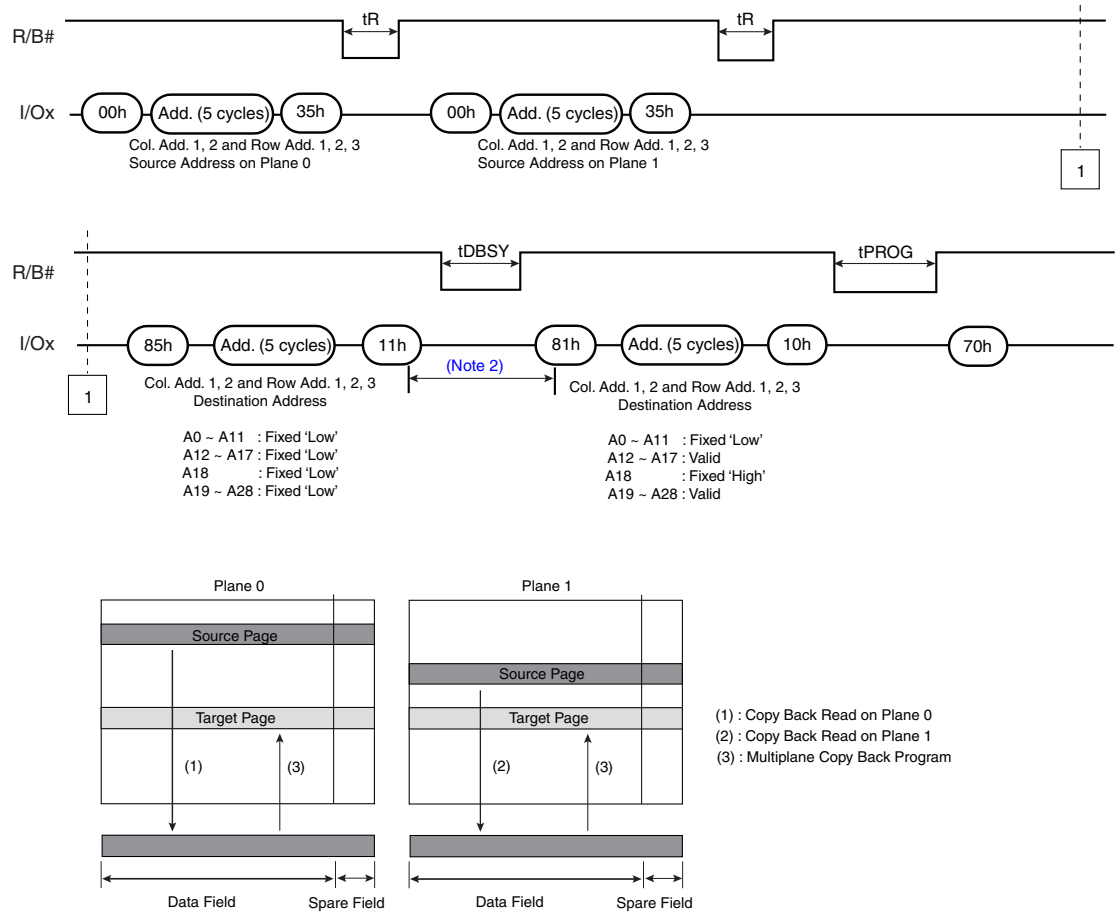 tR tR
R/B#
I/Ox 00h Add. (5 cycles) 35h 00h Add. (5 cycles) 35h
Col. Add. 1, 2 and Row Add. 1, 2, 3
Source Address on Plane 0
Col. Add. 1, 2 and Row Add. 1, 2, 3
Source Address on Plane 1
1
tDBSY tPROG
R/B#
I/Ox 85h Add. (5 cycles) 11h 81h Add. (5 cycles) 10h 70h
(Note 2)
1
Col. Add. 1, 2 and Row Add. 1, 2, 3
Destination Address
A0 ~ A11 : Fixed ‘Low’
A12 ~ A17 : Fixed ‘Low’
A18 : Fixed ‘Low’
A19 ~ A28 : Fixed ‘Low’
Col. Add. 1, 2 and Row Add. 1, 2, 3
Destination Address
A0 ~ A11 : Fixed ‘Low’
A12 ~ A17 : Valid
A18 : Fixed ‘High’
A19 ~ A28 : Valid
Plane 0
Source Page
Target Page
(1) (3)
Data Field Spare Field
Plane 1
Source Page
Target Page
(2) (3)
Data Field Spare Field
(1) : Copy Back Read on Plane 0
(2) : Copy Back Read on Plane 1
(3) : Multiplane Copy Back Program